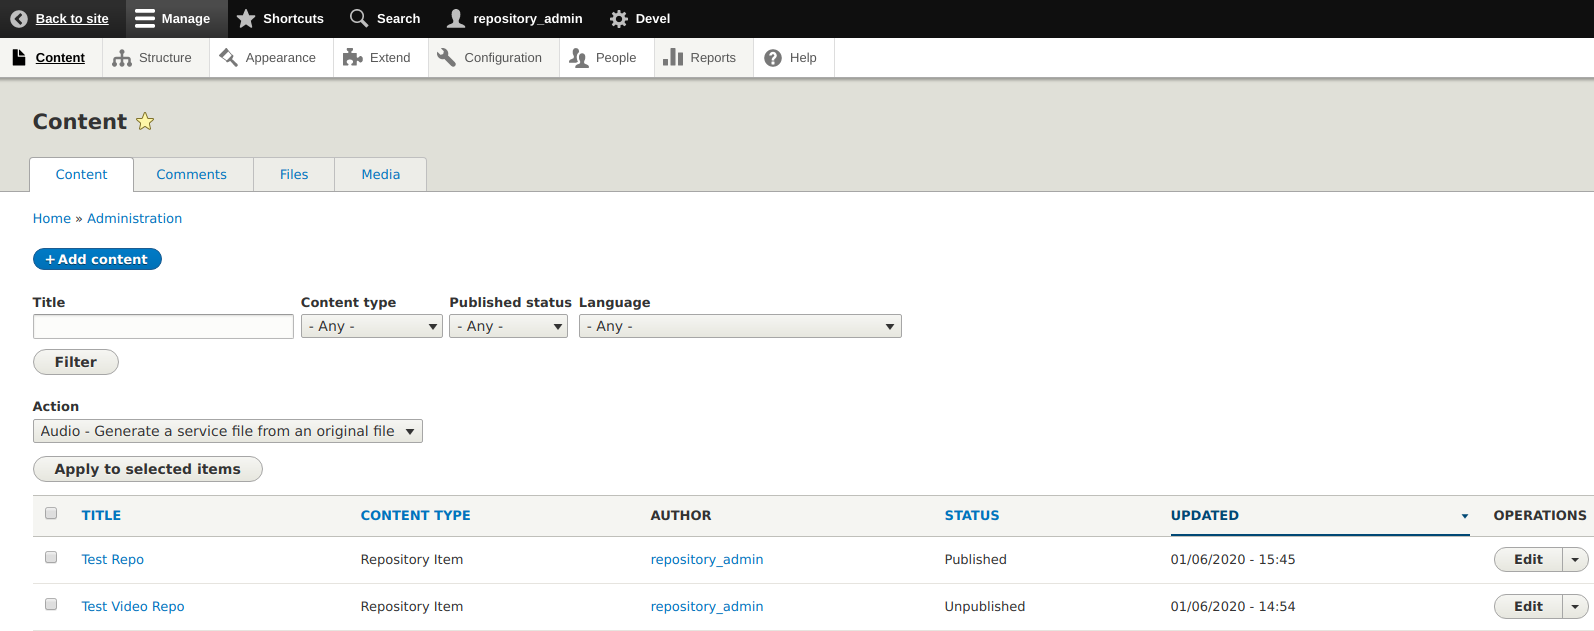 Back to site Manage Shortcuts Search repository_admin Devel
Content Structure Appearance Extend Configuration People Reports Help
Content
Content Comments Files Media
Home » Administration
+ Add content
Title Content type Published status Language
- Any - - Any - - Any -
Filter
Action
Audio - Generate a service file from an original file
Apply to selected items
TITLE CONTENT TYPE AUTHOR STATUS UPDATED OPERATIONS
Test Repo Repository Item repository_admin Published 01/06/2020 - 15:45 Edit
Test Video Repo Repository Item repository_admin Unpublished 01/06/2020 - 14:54 Edit